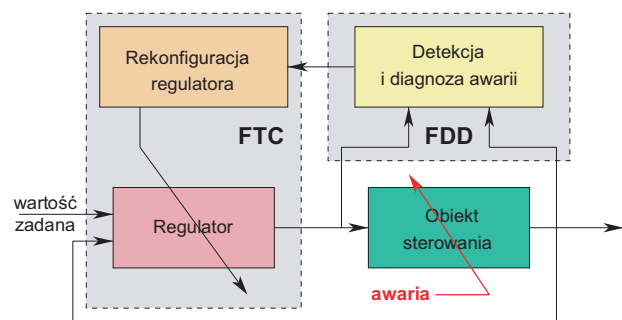 Rekonfiguracja
regulatora
Detekcja
i diagnoza awarii
FTC
FDD
wartość
zadana
Regulator
Obiekt
sterowania
awaria